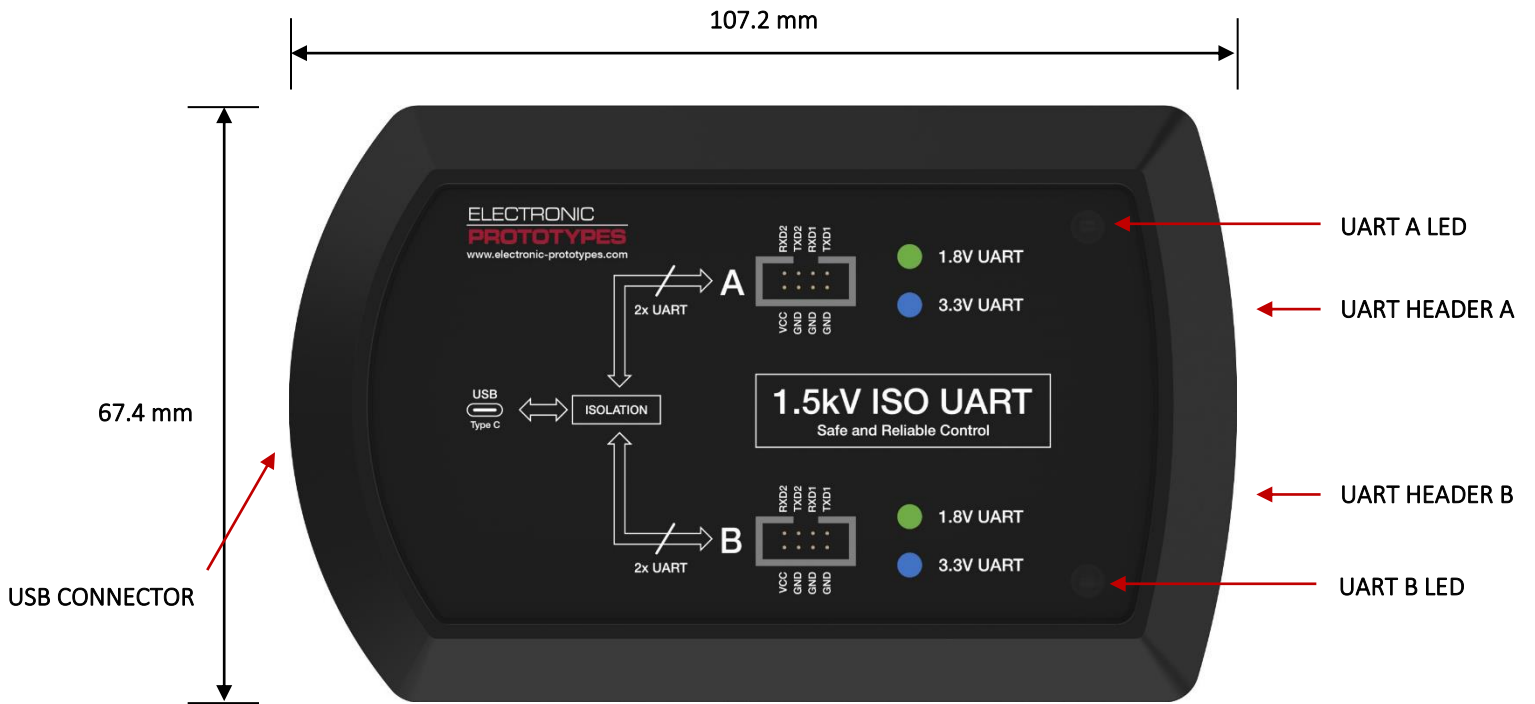 107.2 mm
67.4 mm
ELECTRONIC
PROTOTYPES
www.electronic-prototypes.com
RXD2
TXD2
RXD1
TXD1
A
2x UART
VCC
GND
GND
GND
1.8V UART
3.3V UART
UART A LED
UART HEADER A
USB
Type C
ISOLATION
1.5kV ISO UART
Safe and Reliable Control
RXD2
TXD2
RXD1
TXD1
B
2x UART
VCC
GND
GND
GND
1.8V UART
3.3V UART
UART HEADER B
UART B LED
USB CONNECTOR